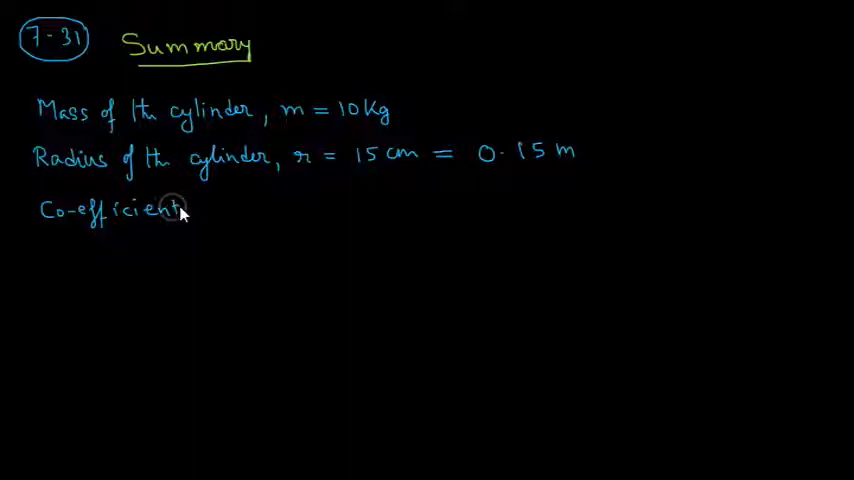 7-31 Summary
Mass of the cylinder, m = 10 Kg
Radius of the cylinder, r = 15 cm = 0.15 m
Co-efficient